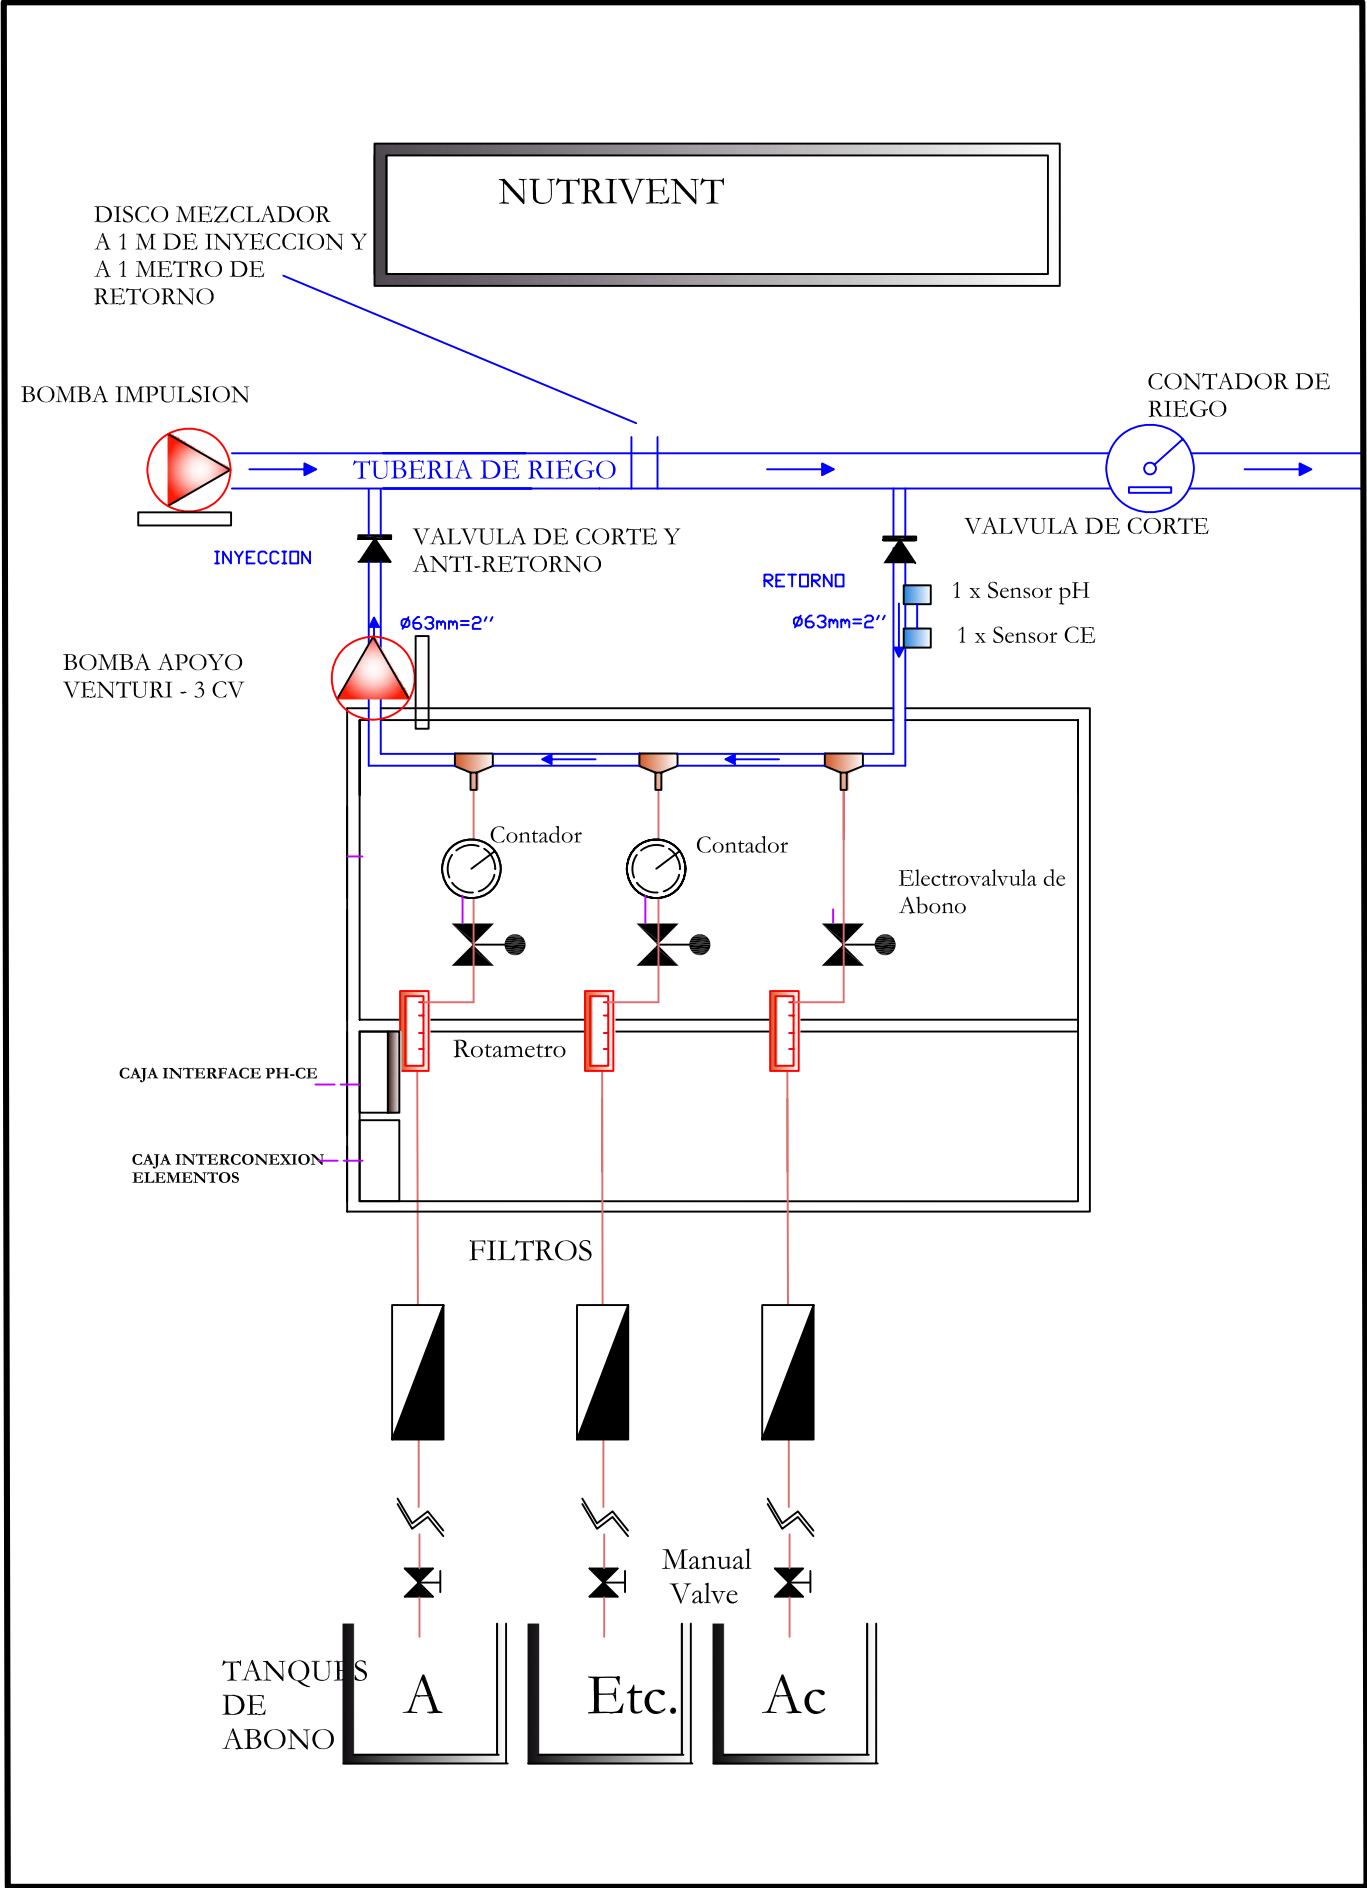 NUTRIVENT
DISCO MEZCLADOR
A 1 M DE INYECCION Y
A 1 METRO DE
RETORNO
BOMBA IMPULSION
CONTADOR DE
RIEGO
TUBERIA DE RIEGO
VALVULA DE CORTE Y
ANTI-RETORNO
VALVULA DE CORTE
INYECCION
RETORNO
1 x Sensor pH
Ø63mm=2''
Ø63mm=2''
1 x Sensor CE
BOMBA APOYO
VENTURI - 3 CV
Contador
Contador
Electrovalvula de
Abono
Rotametro
CAJA INTERFACE PH-CE
CAJA INTERCONEXION
ELEMENTOS
FILTROS
Manual
Valve
TANQUES
DE
ABONO
A
Etc.
Ac